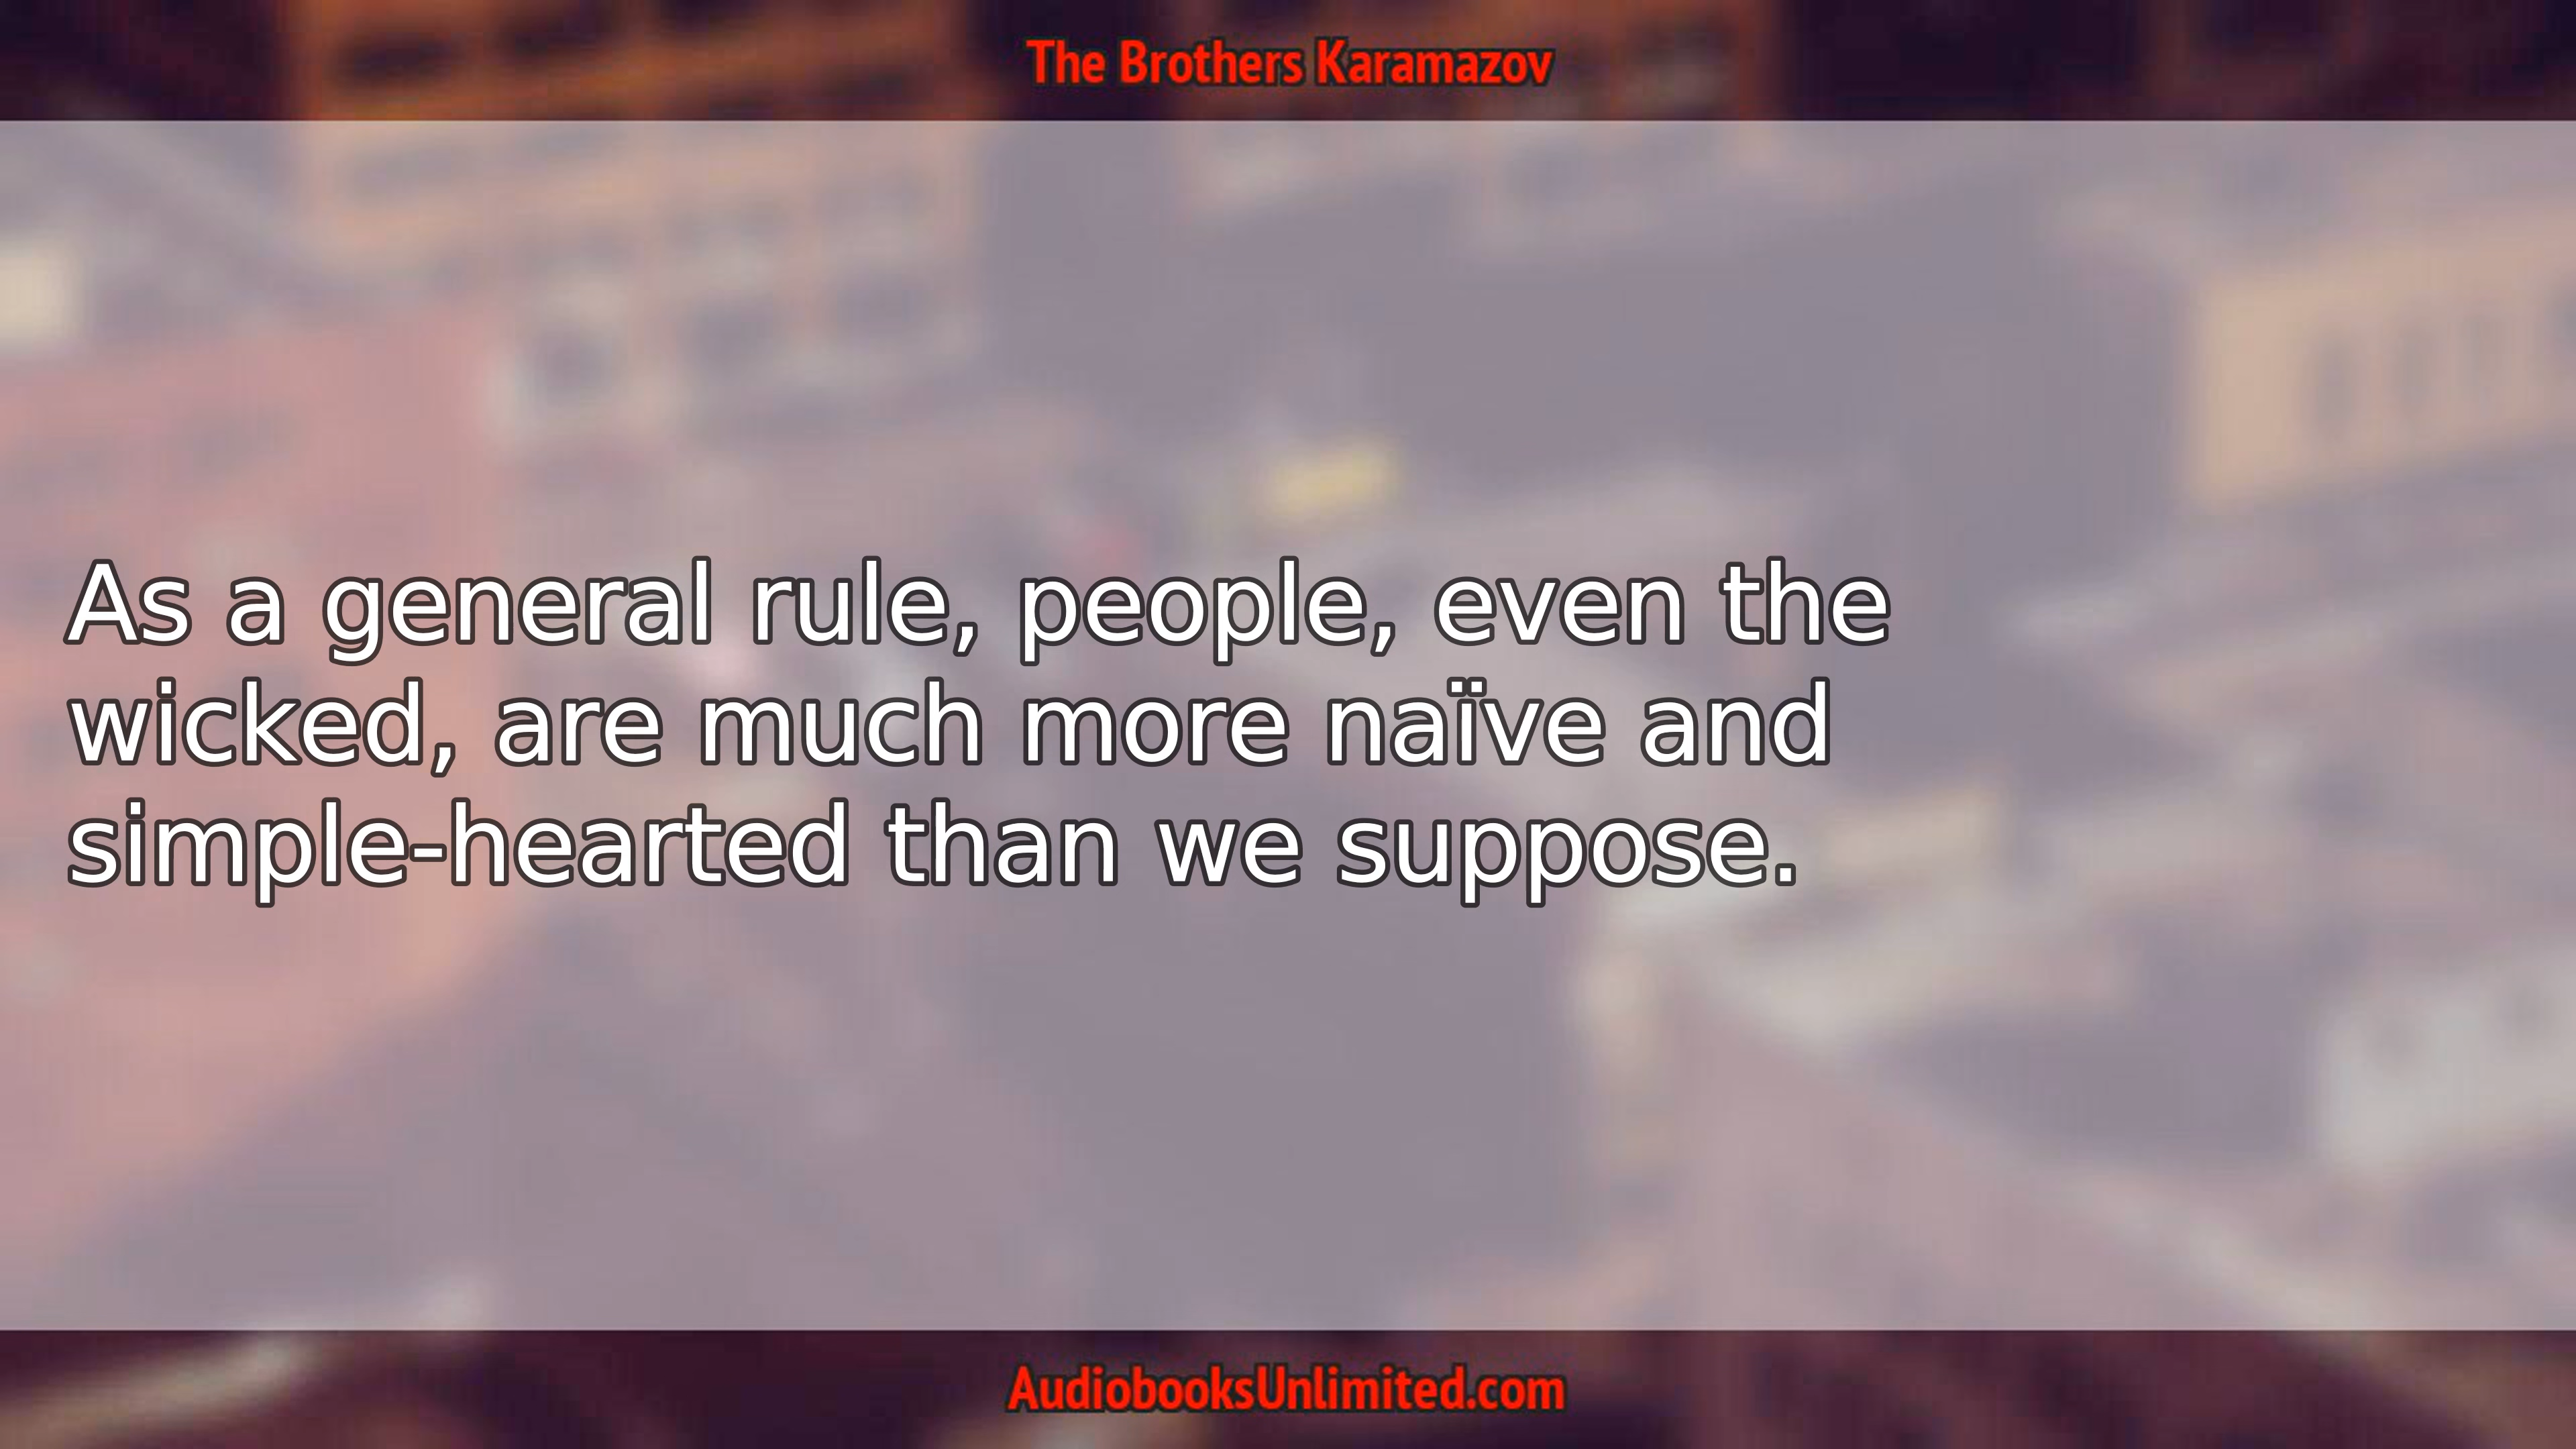 The Brothers Karamazov
As a general rule, people, even the
wicked, are much more naïve and
simple-hearted than we suppose.
AudiobooksUnlimited.com